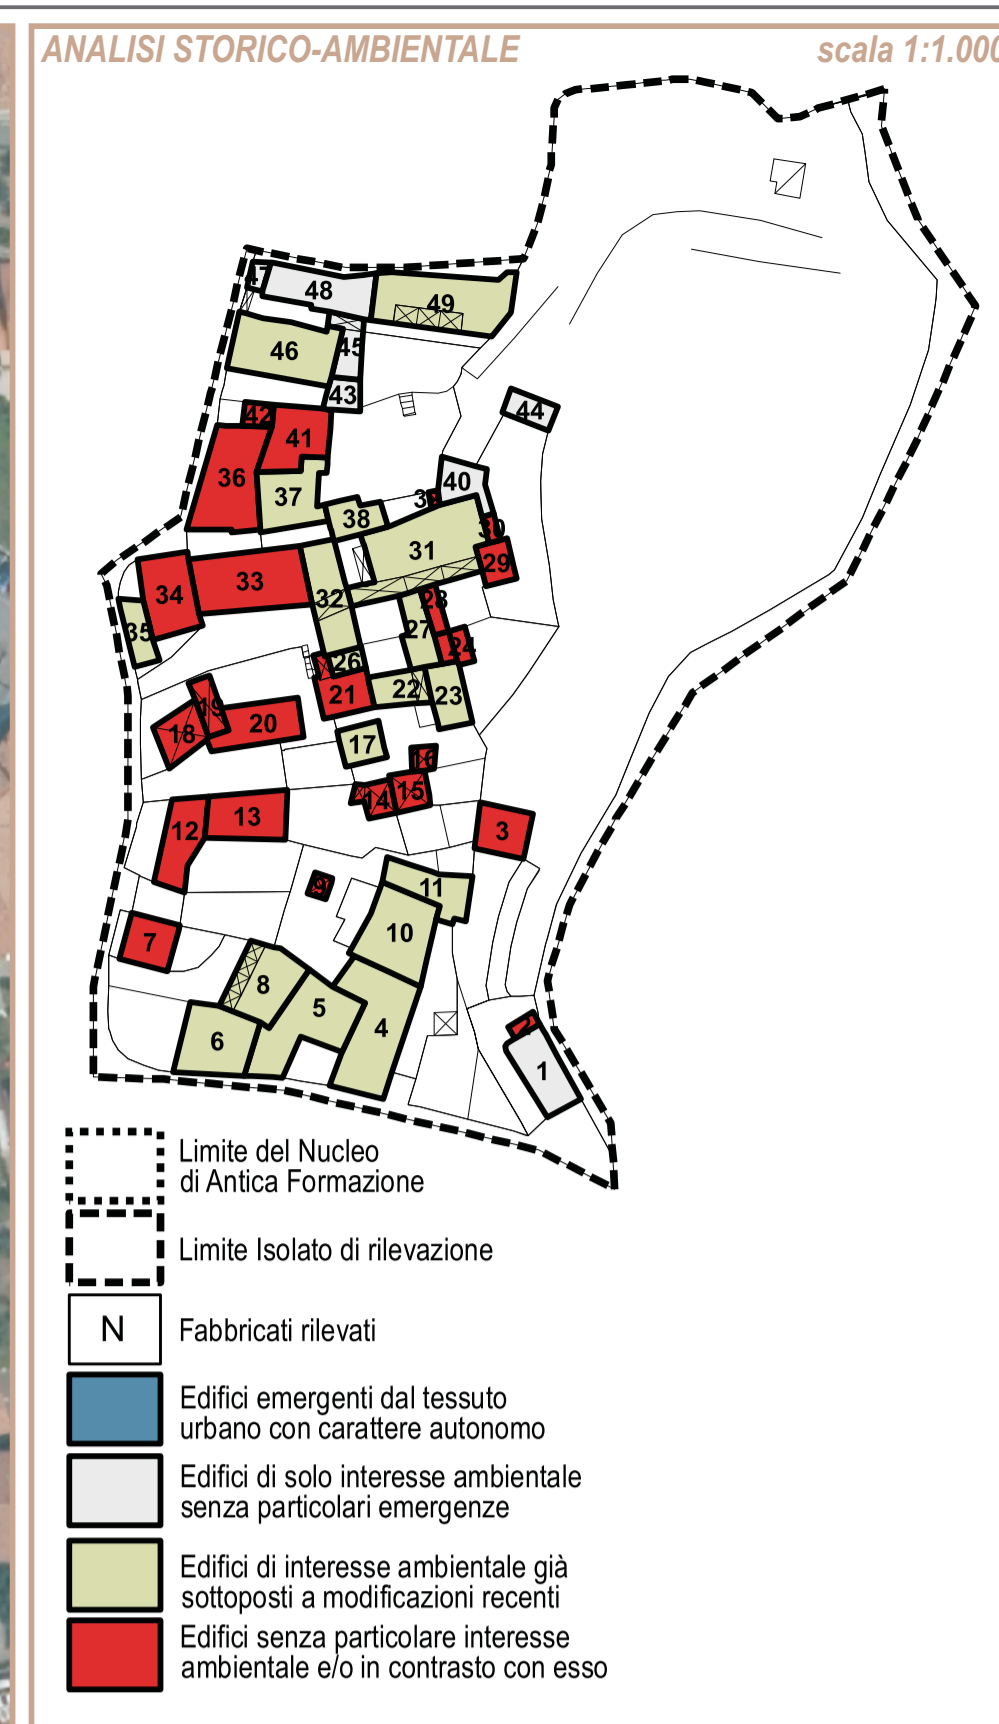 ANALISI STORICO-AMBIENTALE scala 1:1.000
47 48 49
46 45
43
44
42 41
36 37 40
38 31 30
29
34 33 32 28
35 27 24
26
21 22 23
19
18 20 17
16
14 15
12 13 3
9 11
7 10
8 5 4
6 2
1
Limite del Nucleo
di Antica Formazione
Limite Isolato di rilevazione
N Fabbricati rilevati
Edifici emergenti dal tessuto
urbano con carattere autonomo
Edifici di solo interesse ambientale
senza particolari emergenze
Edifici di interesse ambientale già
sottoposti a modificazioni recenti
Edifici senza particolare interesse
ambientale e/o in contrasto con esso